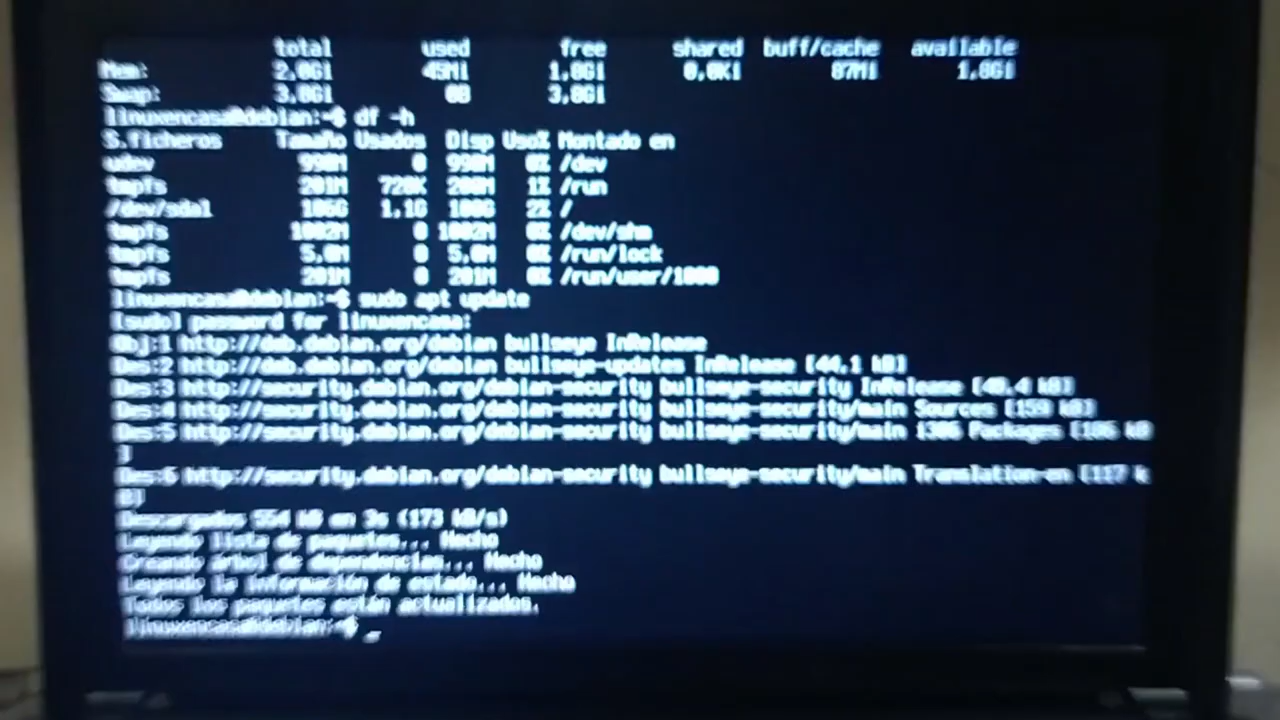 total used free shared buff/cache available
Mem: 2,0Gi 45Mi 1,8Gi 0,0Ki 87Mi 1,8Gi
Swap: 3,0Gi 0B 3,0Gi
linuxencasa@debian:~$ df -h
S.ficheros Tamaño Usados Disp Uso% Montado en
udev 990M 0 990M 0% /dev
tmpfs 201M 720K 200M 1% /run
/dev/sda1 106G 1,1G 100G 2% /
tmpfs 1002M 0 1002M 0% /dev/shm
tmpfs 5,0M 0 5,0M 0% /run/lock
tmpfs 201M 0 201M 0% /run/user/1000
linuxencasa@debian:~$ sudo apt update
[sudo] password for linuxencasa:
Obj:1 http://deb.debian.org/debian bullseye InRelease
Des:2 http://deb.debian.org/debian bullseye-updates InRelease [44,1 kB]
Des:3 http://security.debian.org/debian-security bullseye-security InRelease [48,4 kB]
Des:4 http://security.debian.org/debian-security bullseye-security/main Sources [159 kB]
Des:5 http://security.debian.org/debian-security bullseye-security/main i386 Packages [186 kB
]
Des:6 http://security.debian.org/debian-security bullseye-security/main Translation-en [117 k
B]
Descargados 554 kB en 3s (173 kB/s)
Leyendo lista de paquetes... Hecho
Creando árbol de dependencias... Hecho
Leyendo la información de estado... Hecho
Todos los paquetes están actualizados.
linuxencasa@debian:~$ _